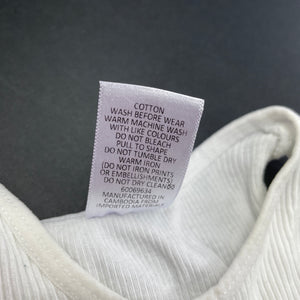 COTTON
WASH BEFORE WEAR
WARM MACHINE WASH
WITH LIKE COLOURS
DO NOT BLEACH
PULL TO SHAPE
DO NOT TUMBLE DRY
WARM IRON
(DO NOT IRON PRINTS
OR EMBELLISHMENTS)
DO NOT DRY CLEAN
60069634
MANUFACTURED IN
CAMBODIA FROM
IMPORTED MATERIAL